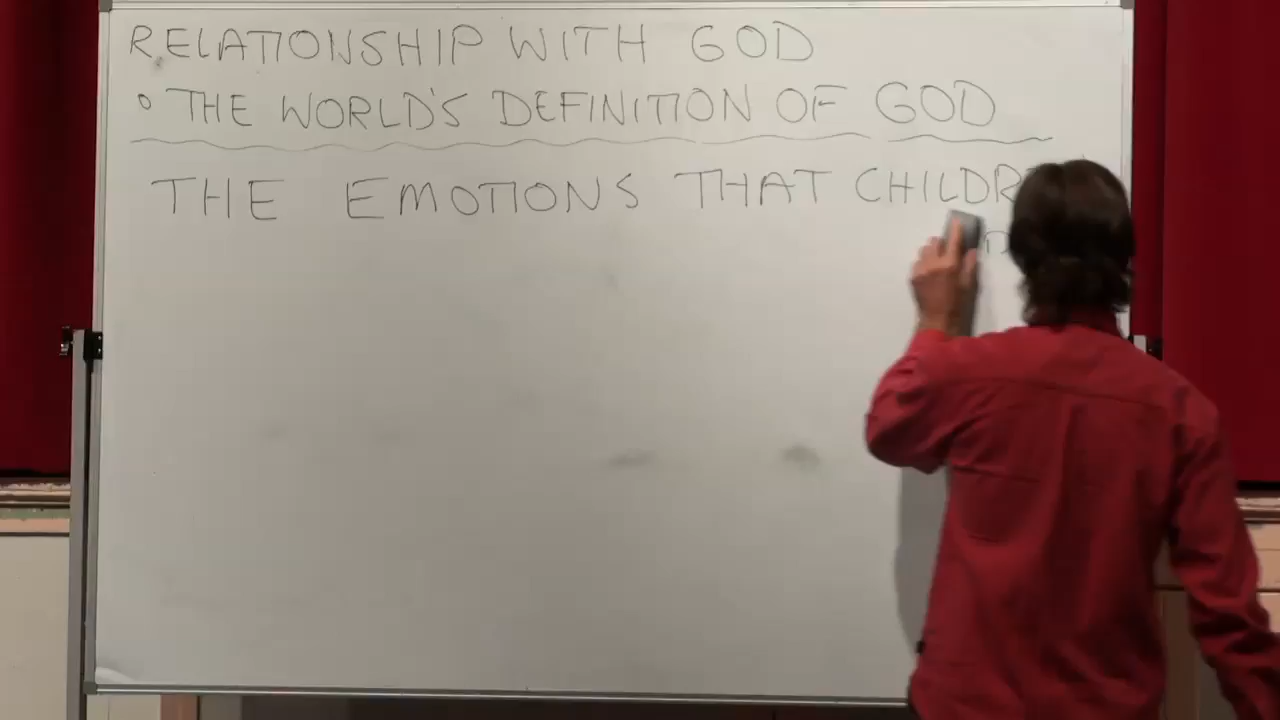 RELATIONSHIP WITH GOD
o THE WORLD'S DEFINITION OF GOD
THE EMOTIONS THAT